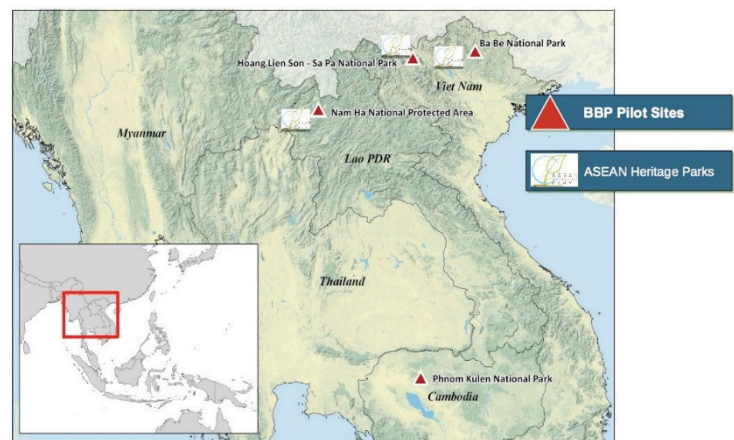 Ba Be National Park
Hoang Lien Son - Sa Pa National Park
Viet Nam
Nam Ha National Protected Area
Myanmar
Lao PDR
Thailand
Phnom Kulen National Park
Cambodia
BBP Pilot Sites
ASEAN Heritage Parks